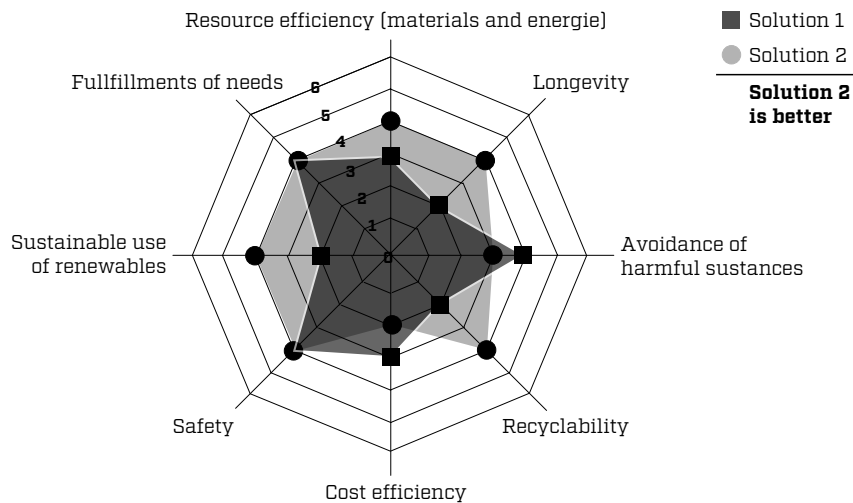 Resource efficiency (materials and energie)
Solution 1
Solution 2
Solution 2
is better
Fullfillments of needs
Longevity
6
5
4
3
2
1
0
Sustainable use
of renewables
Avoidance of
harmful sustances
Safety
Recyclability
Cost efficiency